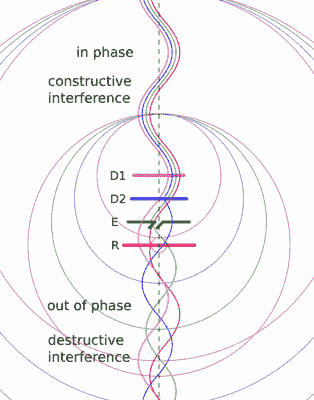 in phase
constructive
interference
D1
D2
E
R
out of phase
destructive
interference